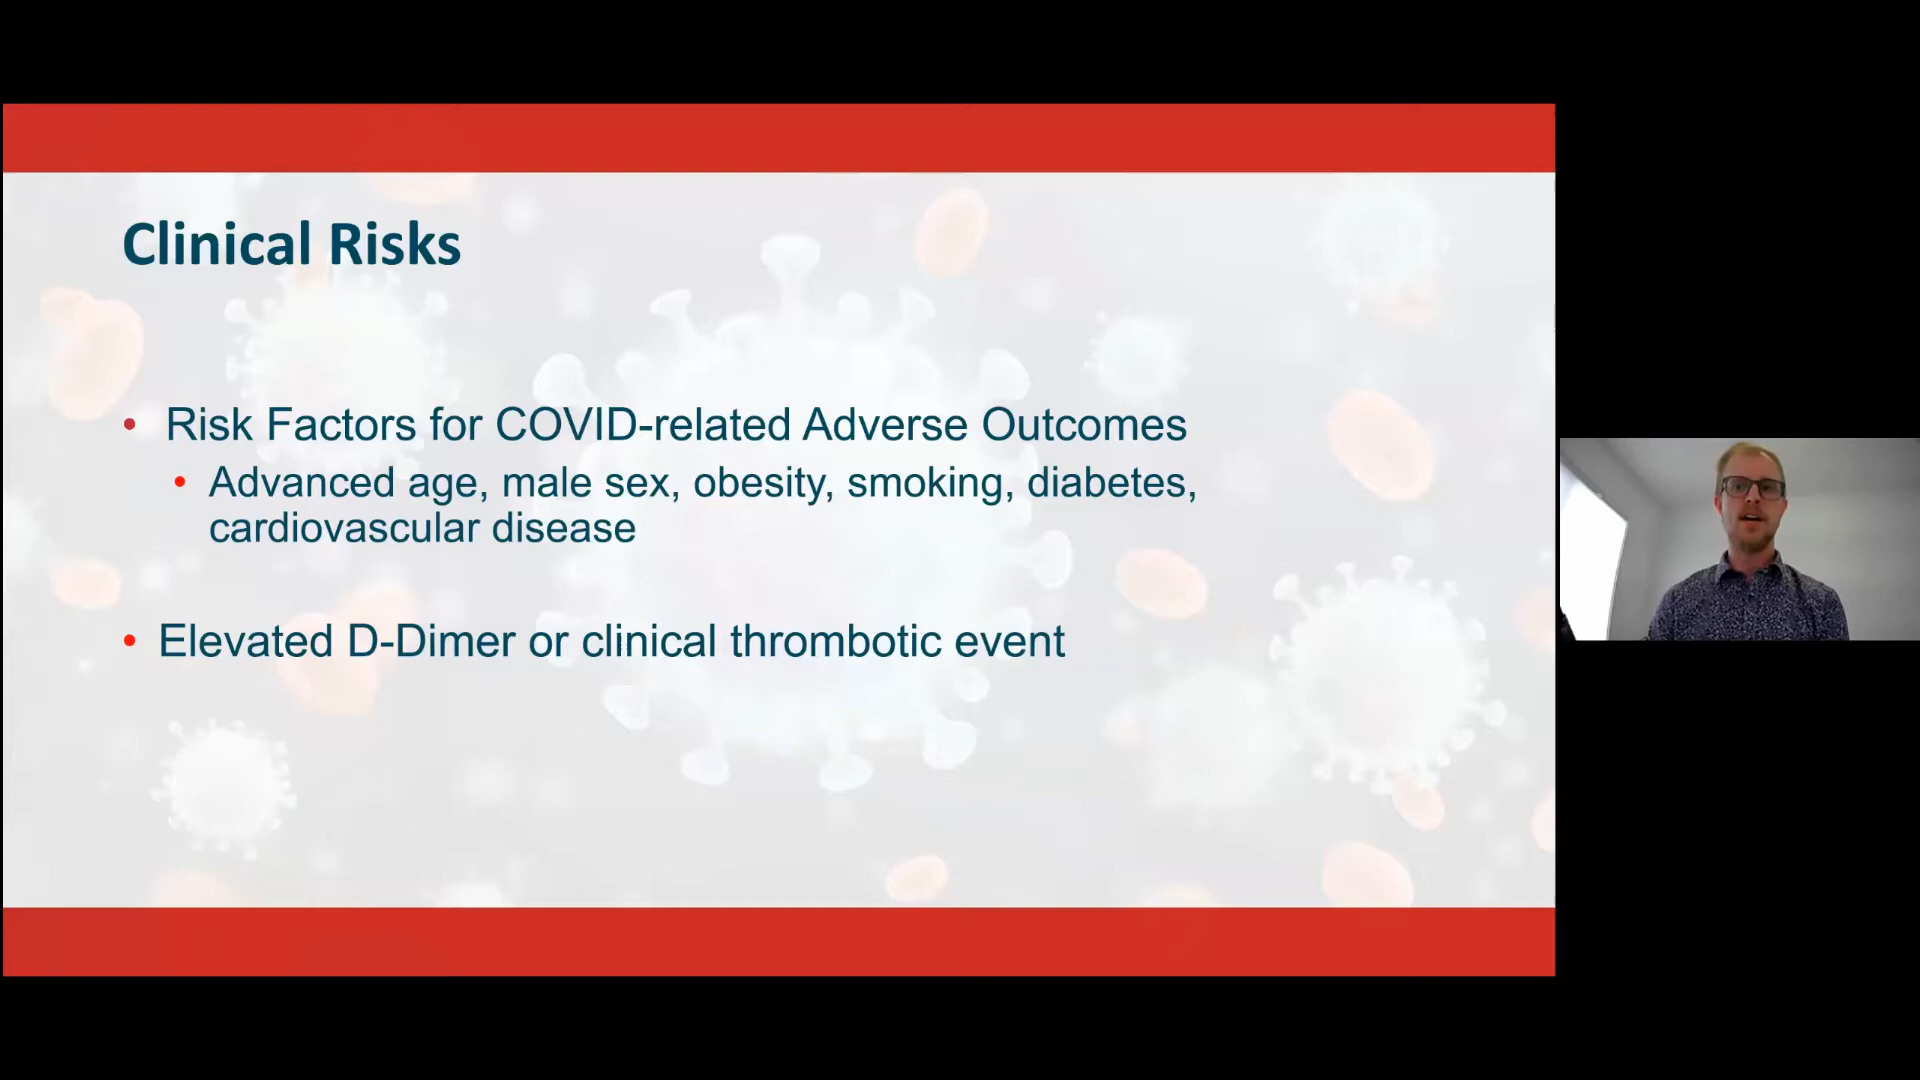 Clinical Risks
• Risk Factors for COVID-related Adverse Outcomes
• Advanced age, male sex, obesity, smoking, diabetes,
cardiovascular disease
• Elevated D-Dimer or clinical thrombotic event